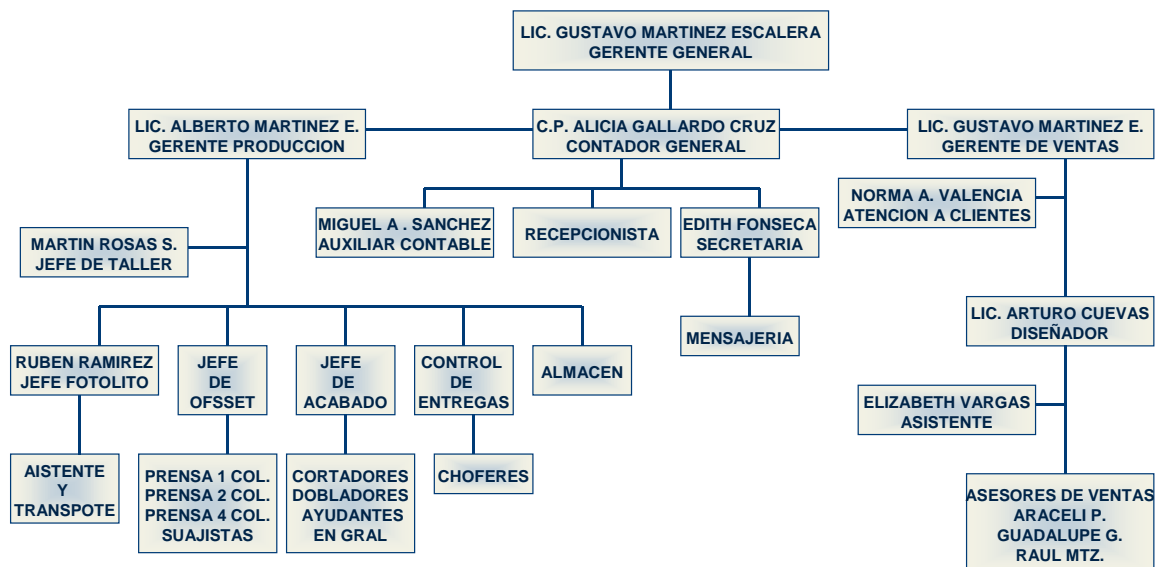 LIC. GUSTAVO MARTINEZ ESCALERA
GERENTE GENERAL
LIC. ALBERTO MARTINEZ E.
GERENTE PRODUCCION
C.P. ALICIA GALLARDO CRUZ
CONTADOR GENERAL
LIC. GUSTAVO MARTINEZ E.
GERENTE DE VENTAS
NORMA A. VALENCIA
ATENCION A CLIENTES
MIGUEL A . SANCHEZ
AUXILIAR CONTABLE
RECEPCIONISTA
EDITH FONSECA
SECRETARIA
MARTIN ROSAS S.
JEFE DE TALLER
MENSAJERIA
LIC. ARTURO CUEVAS
DISEÑADOR
RUBEN RAMIREZ
JEFE FOTOLITO
JEFE
DE
OFSSET
JEFE
DE
ACABADO
CONTROL
DE
ENTREGAS
ALMACEN
ELIZABETH VARGAS
ASISTENTE
AISTENTE
Y
TRANSPOTE
PRENSA 1 COL.
PRENSA 2 COL.
PRENSA 4 COL.
SUAJISTAS
CORTADORES
DOBLADORES
AYUDANTES
EN GRAL
CHOFERES
ASESORES DE VENTAS
ARACELI P.
GUADALUPE G.
RAUL MTZ.